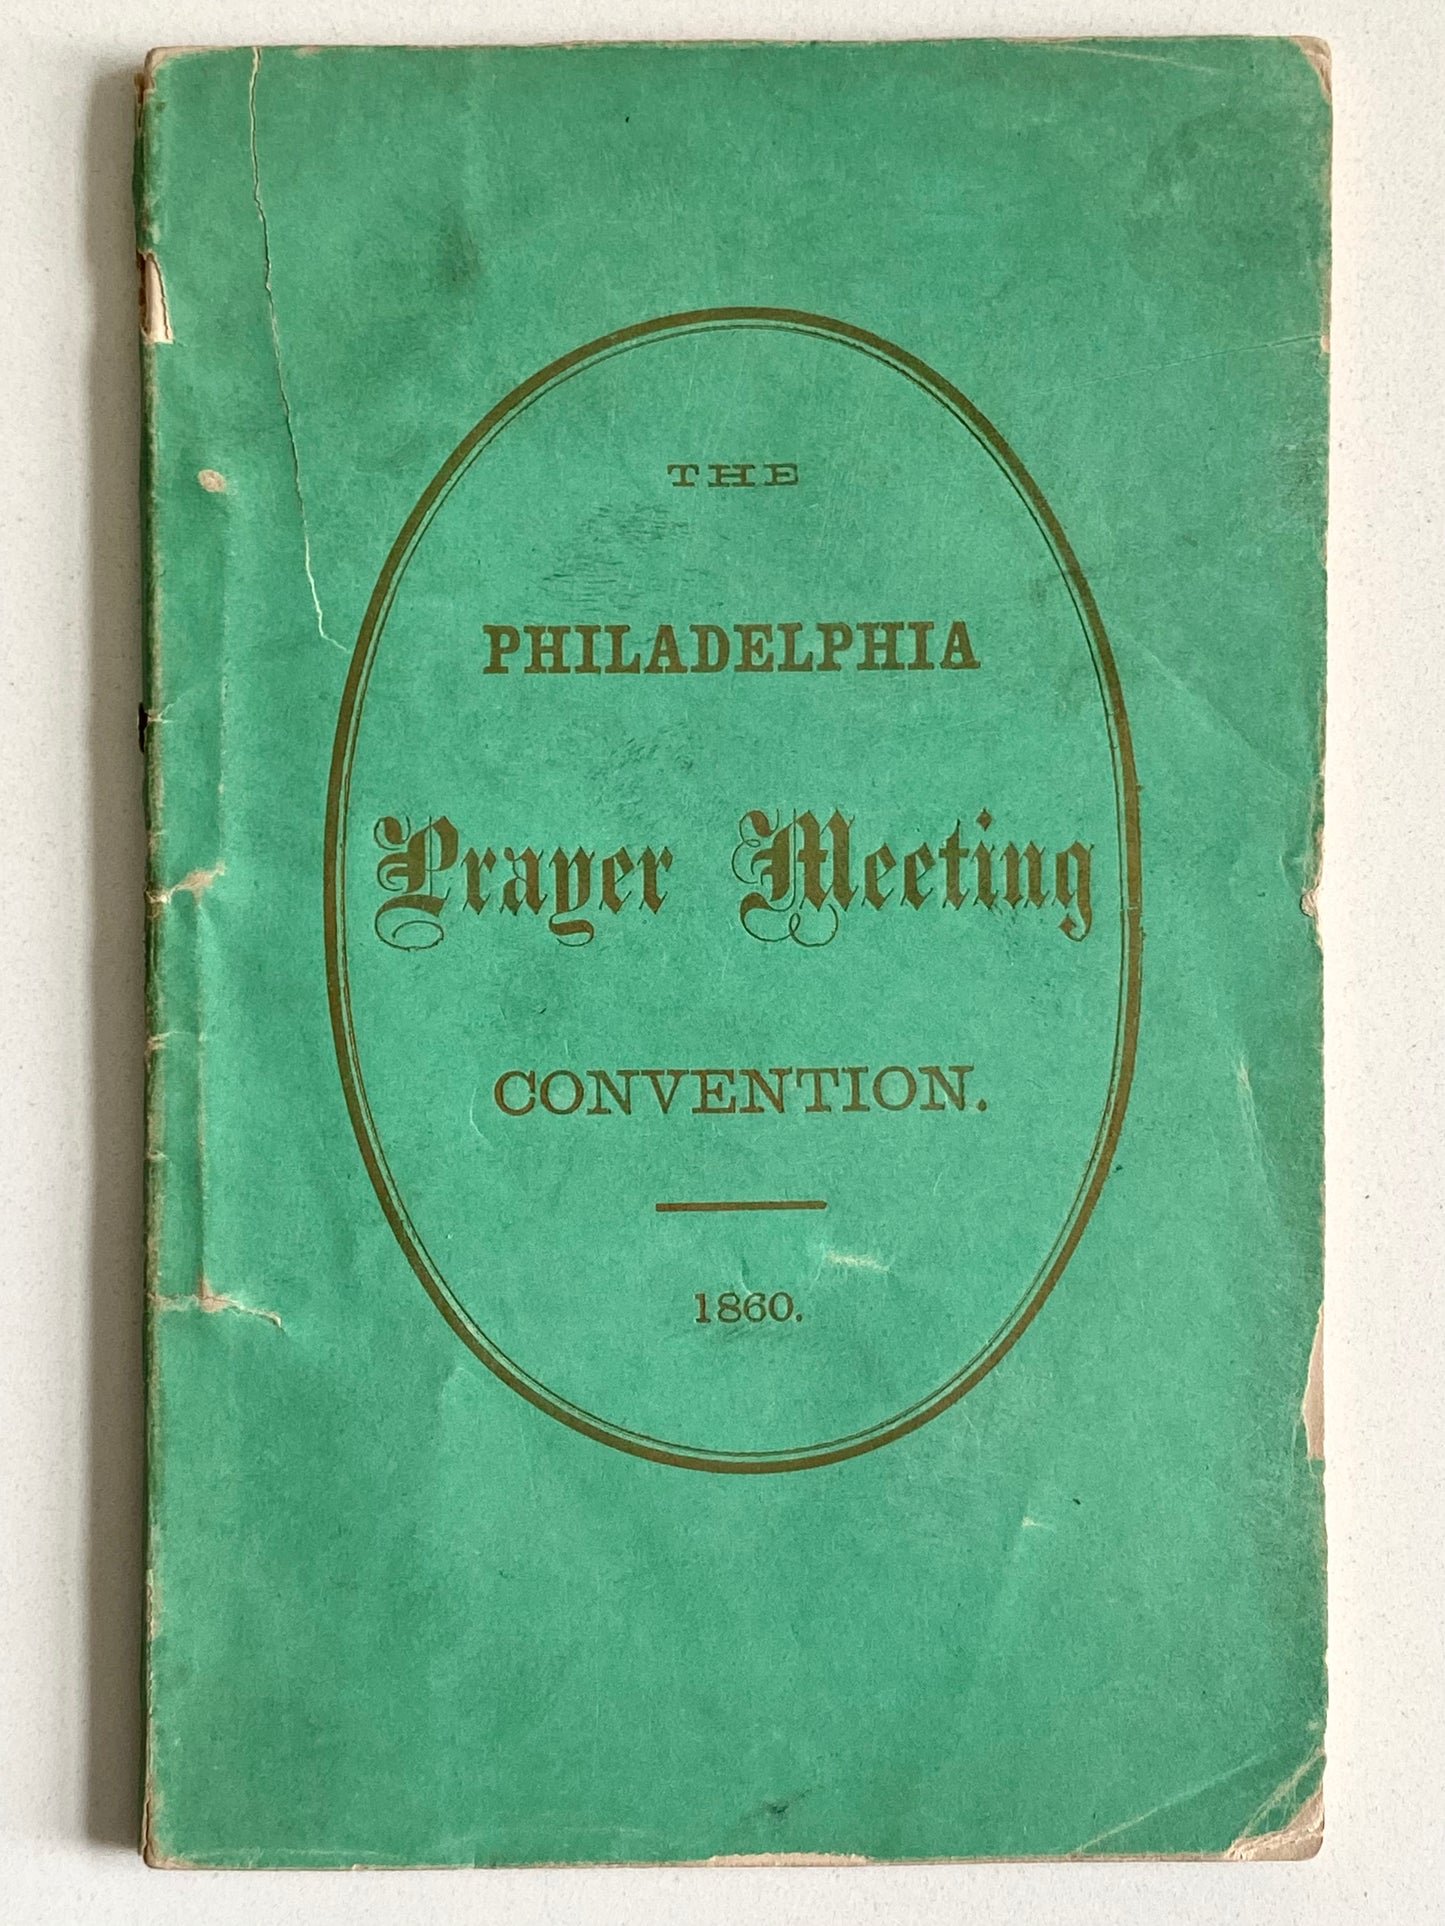 THE
PHILADELPHIA
Prayer Meeting
CONVENTION.
1860.